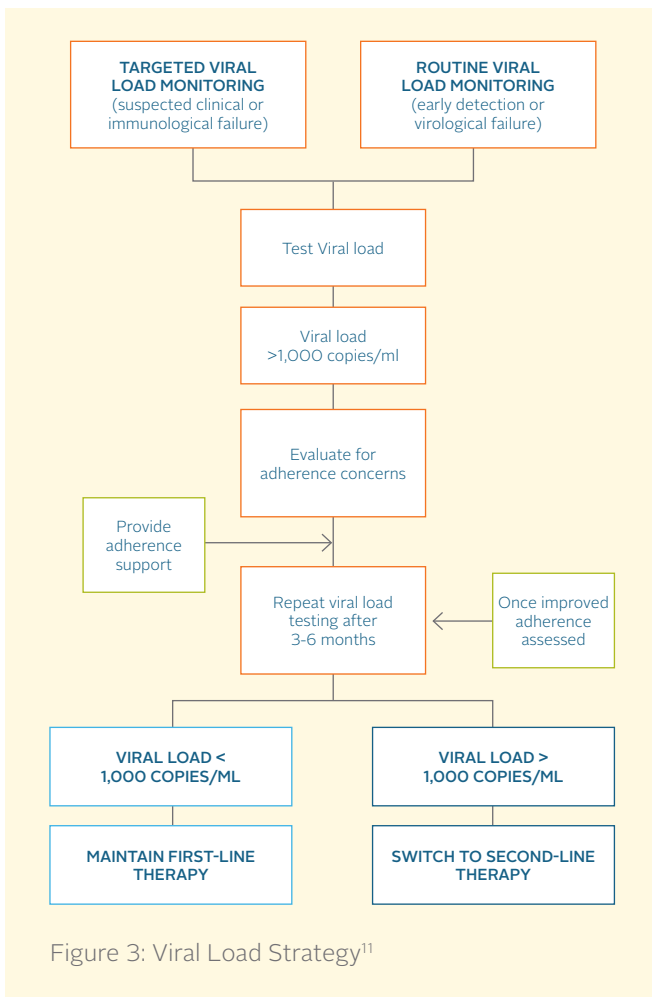 TARGETED VIRAL
LOAD MONITORING
(suspected clinical or
immunological failure)
ROUTINE VIRAL
LOAD MONITORING
(early detection or
virological failure)
Test Viral load
Viral load
>1,000 copies/ml
Evaluate for
adherence concerns
Provide
adherence
support
Repeat viral load
testing after
3-6 months
Once improved
adherence
assessed
VIRAL LOAD <
1,000 COPIES/ML
VIRAL LOAD >
1,000 COPIES/ML
MAINTAIN FIRST-LINE
THERAPY
SWITCH TO SECOND-LINE
THERAPY
Figure 3: Viral Load Strategy¹¹